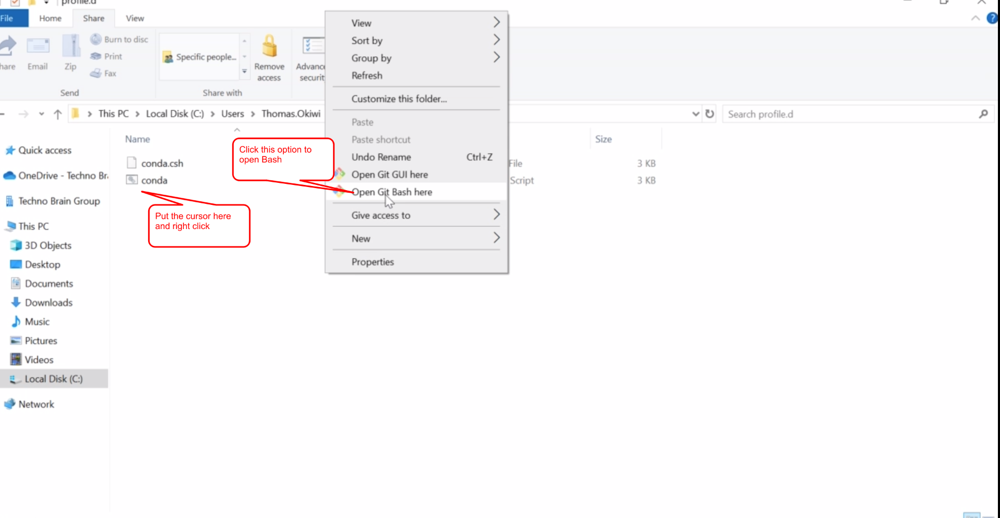 profile.d
File Home Share View
hare Email Zip
Burn to disc
Print
Fax
Send
Specific people...
Remove
access
Advanc
securit
Share with
This PC > Local Disk (C:) > Users > Thomas.Okiwi
Search profile.d
Quick access
OneDrive - Techno Br
Techno Brain Group
This PC
3D Objects
Desktop
Documents
Downloads
Music
Pictures
Videos
Local Disk (C:)
Network
Name Size
conda.csh File 3 KB
conda Script 3 KB
Click this option to
open Bash
Put the cursor here
and right click
View
Sort by
Group by
Refresh
Customize this folder...
Paste
Paste shortcut
Undo Rename Ctrl+Z
Open Git GUI here
Open Git Bash here
Give access to
New
Properties